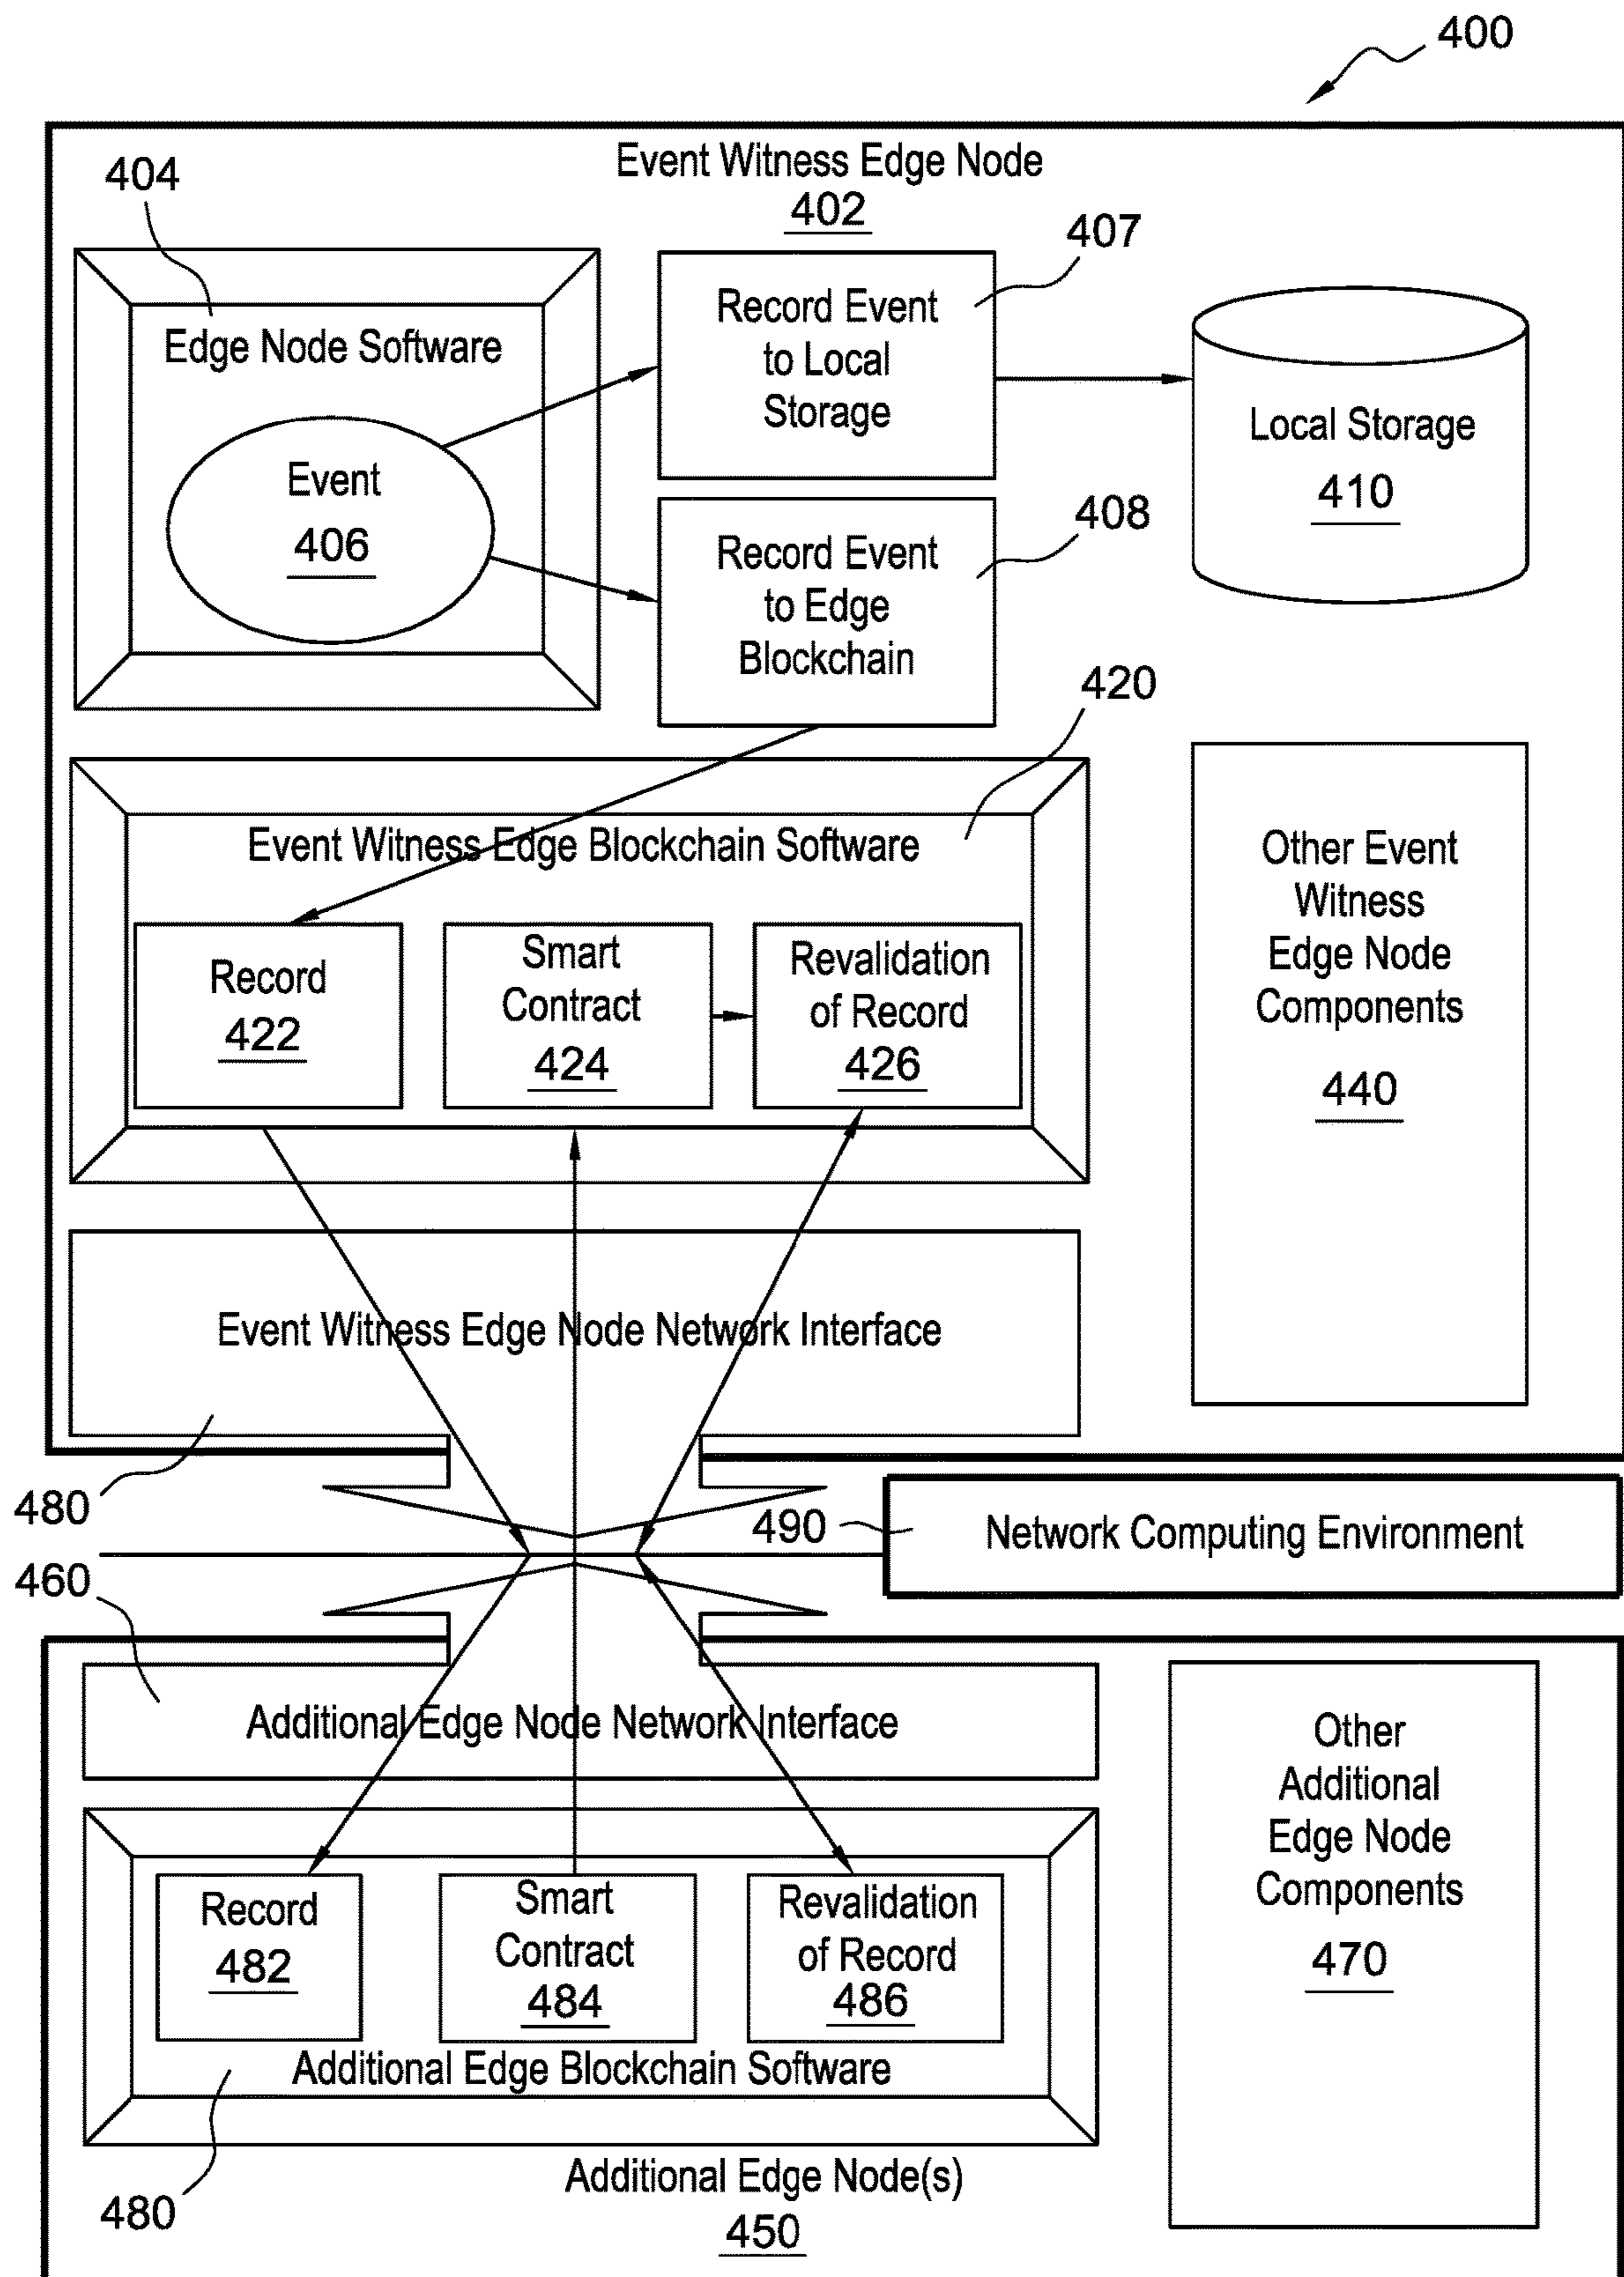 400
Event Witness Edge Node
402
404
407
Record Event
to Local
Storage
Edge Node Software
Local Storage
410
Event
406
408
Record Event
to Edge
Blockchain
420
Event Witness Edge Blockchain Software
Record
422
Smart
Contract
424
Revalidation
of Record
426
Other Event
Witness
Edge Node
Components
440
Event Witness Edge Node Network Interface
480
490
Network Computing Environment
460
Additional Edge Node Network Interface
Record
482
Smart
Contract
484
Revalidation
of Record
486
Additional Edge Blockchain Software
480
Other
Additional
Edge Node
Components
470
Additional Edge Node(s)
450